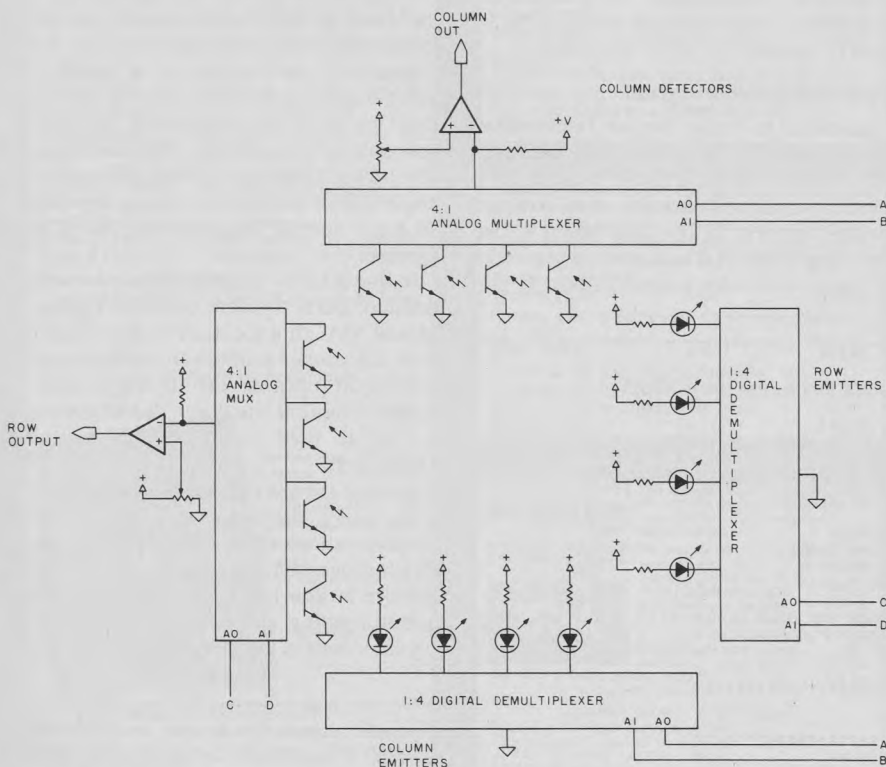 COLUMN
OUT
COLUMN DETECTORS
+
+ -
+V
4:1
ANALOG MULTIPLEXER
A0
A1
A
B
+
4:1
ANALOG
MUX
+
1:4
DIGITAL
DEMULTIPLEXER
ROW
EMITTERS
ROW
OUTPUT
-
+
+
+
+
+
+ + + +
A0 A1
C D
A0
A1
C
D
1:4 DIGITAL DEMULTIPLEXER
A1 A0
COLUMN
EMITTERS
A
B